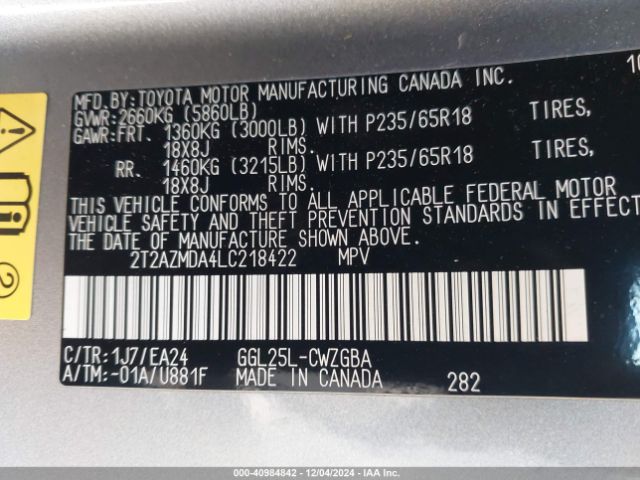 MFD.BY:TOYOTA MOTOR MANUFACTURING CANADA INC. 10
GVWR:2660KG (5860LB)
GAWR:FRT. 1360KG (3000LB) WITH P235/65R18 TIRES,
18X8J RIMS.
RR. 1460KG (3215LB) WITH P235/65R18 TIRES,
18X8J RIMS.
THIS VEHICLE CONFORMS TO ALL APPLICABLE FEDERAL MOTOR
VEHICLE SAFETY AND THEFT PREVENTION STANDARDS IN EFFECT
THE DATE OF MANUFACTURE SHOWN ABOVE.
2T2AZMDA4LC218422 MPV
2
C/TR:1J7/EA24 GGL25L-CWZGBA
A/TM:-01A/U881F MADE IN CANADA 282
000-40984842 - 12/04/2024 - IAA Inc.